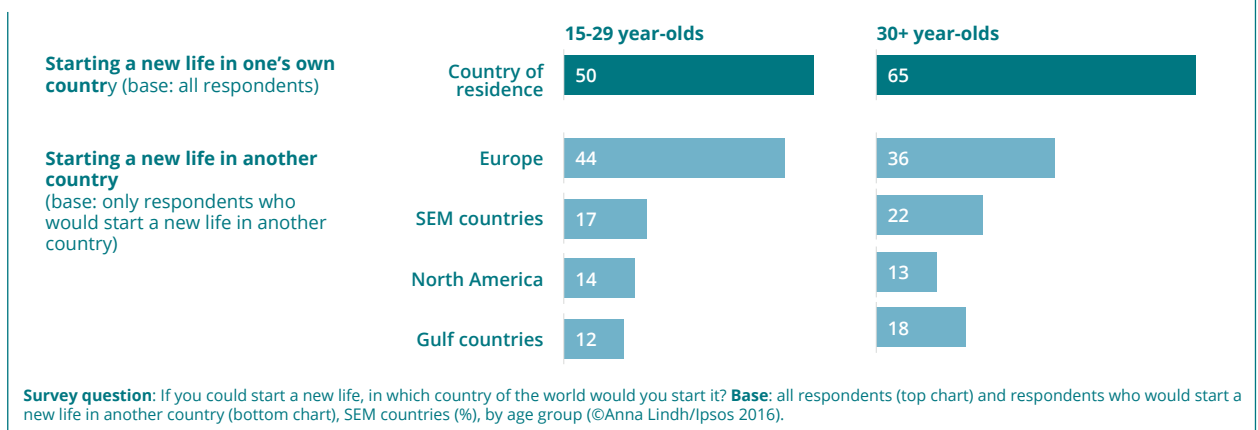 15-29 year-olds
30+ year-olds
Starting a new life in one’s own
country (base: all respondents)
Country of
residence
50
65
Starting a new life in another
country
(base: only respondents who
would start a new life in another
country)
Europe
44
36
SEM countries
17
22
North America
14
13
Gulf countries
12
18
Survey question: If you could start a new life, in which country of the world would you start it? Base: all respondents (top chart) and respondents who would start a
new life in another country (bottom chart), SEM countries (%), by age group (©Anna Lindh/Ipsos 2016).